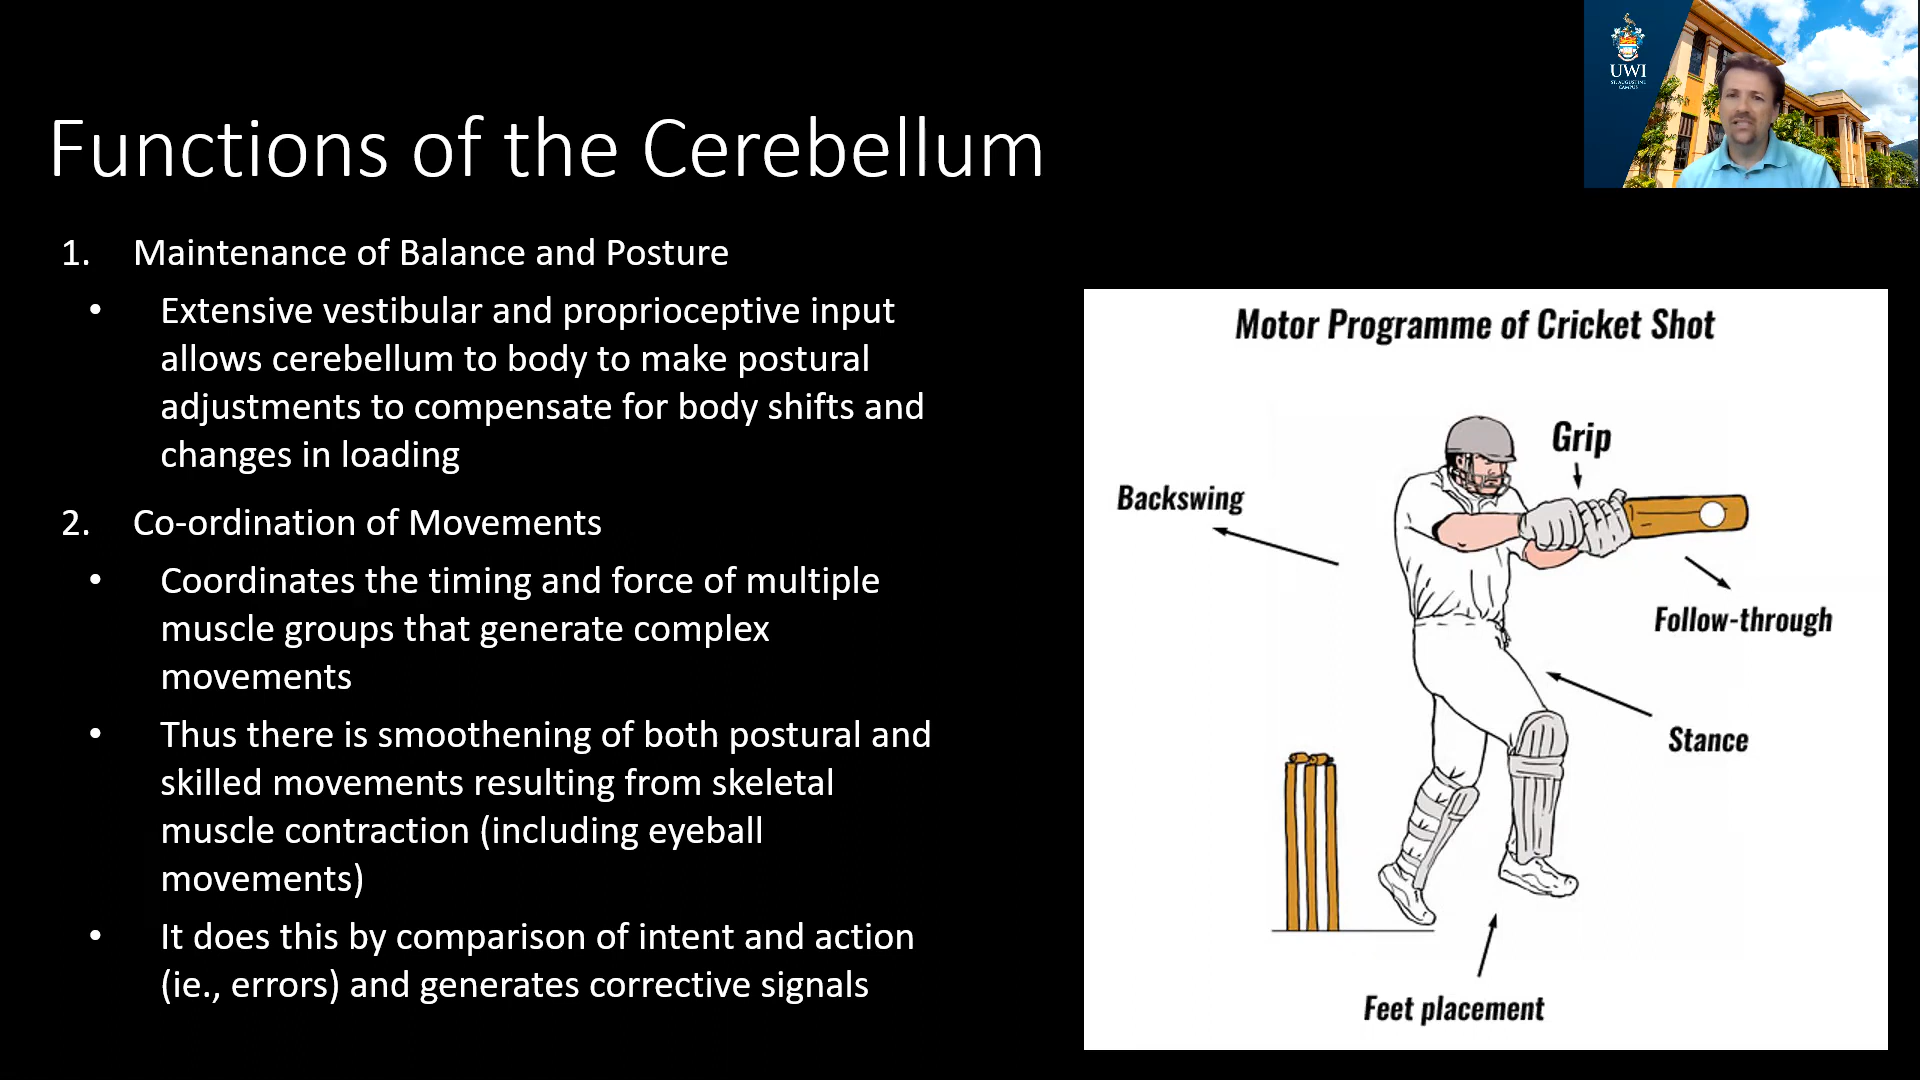 UWI
ST. AUGUSTINE
CAMPUS
Functions of the Cerebellum
1. Maintenance of Balance and Posture
• Extensive vestibular and proprioceptive input
allows cerebellum to body to make postural
adjustments to compensate for body shifts and
changes in loading
2. Co-ordination of Movements
• Coordinates the timing and force of multiple
muscle groups that generate complex
movements
• Thus there is smoothening of both postural and
skilled movements resulting from skeletal
muscle contraction (including eyeball
movements)
• It does this by comparison of intent and action
(ie., errors) and generates corrective signals
Motor Programme of Cricket Shot
Grip
Backswing
Follow-through
Stance
Feet placement